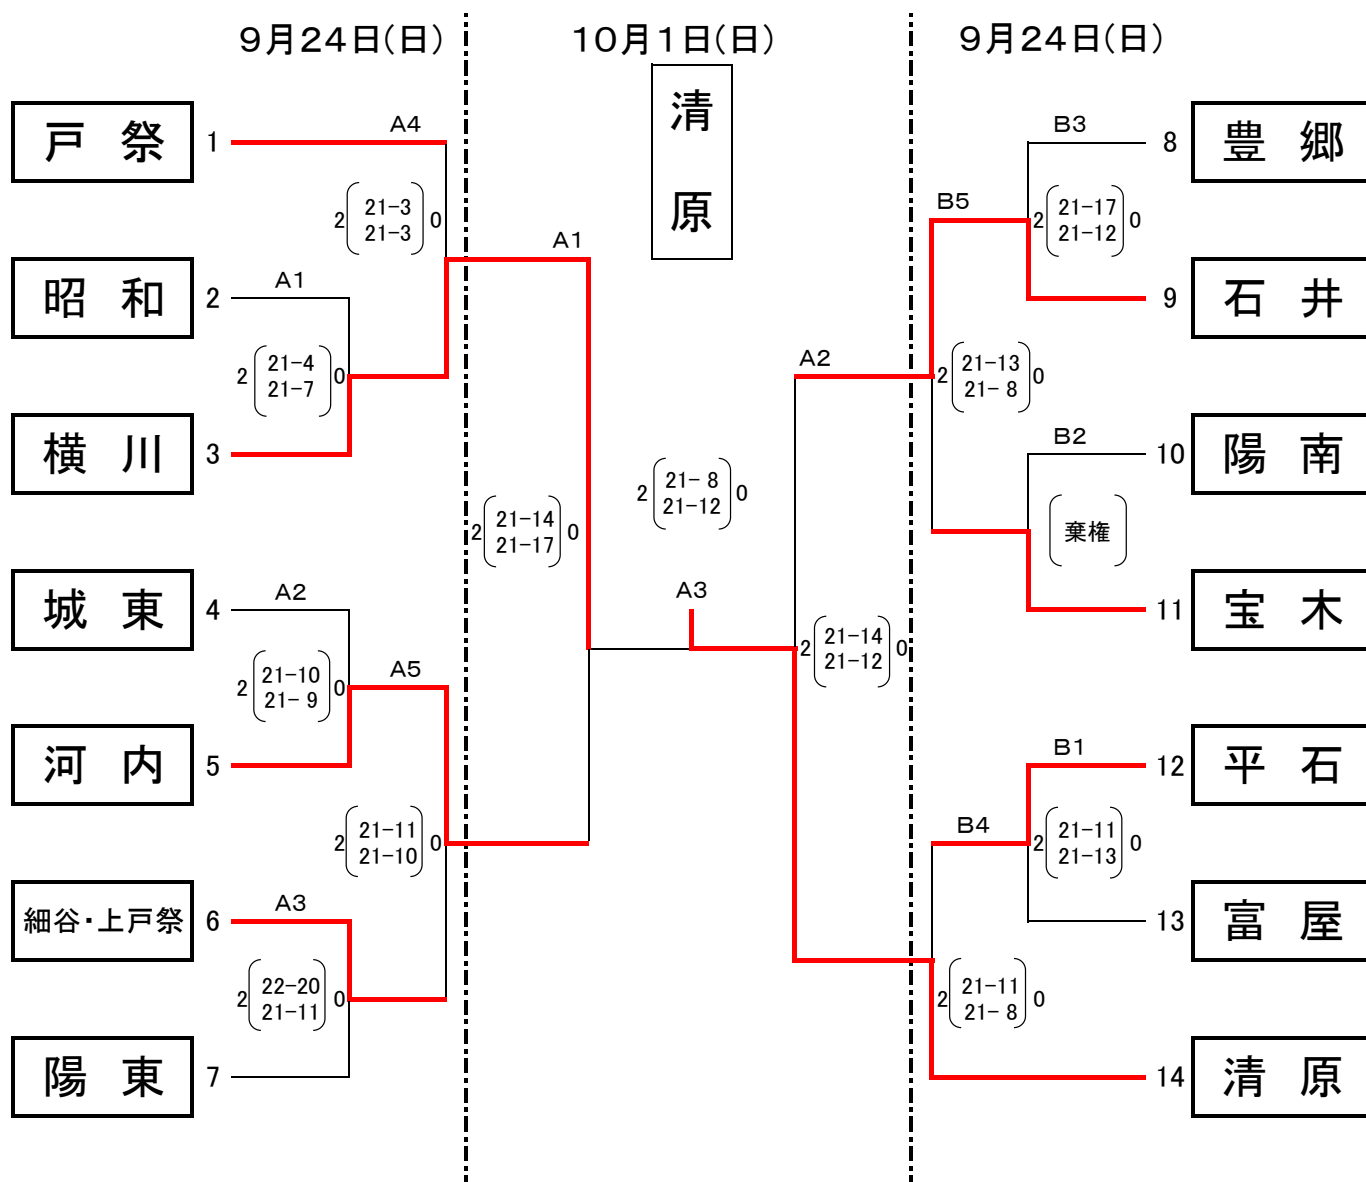 9月24日(日)
10月1日(日)
9月24日(日)
清
原
戸 祭
1
A4
2 21-3 0
21-3
昭 和
2
A1
2 21-4 0
21-7
横 川
3
A1
2 21-14 0
21-17
城 東
4
A2
2 21-10 0
21- 9
河 内
5
A5
2 21-11 0
21-10
細谷・上戸祭
6
A3
2 22-20 0
21-11
陽 東
7
2 21- 8 0
21-12
A3
A2
2 21-14 0
21-12
B3
8
豊 郷
B5
2 21-17 0
21-12
9
石 井
2 21-13 0
21- 8
B2
10
陽 南
棄権
11
宝 木
B1
12
平 石
B4
2 21-11 0
21-13
13
富 屋
2 21-11 0
21- 8
14
清 原